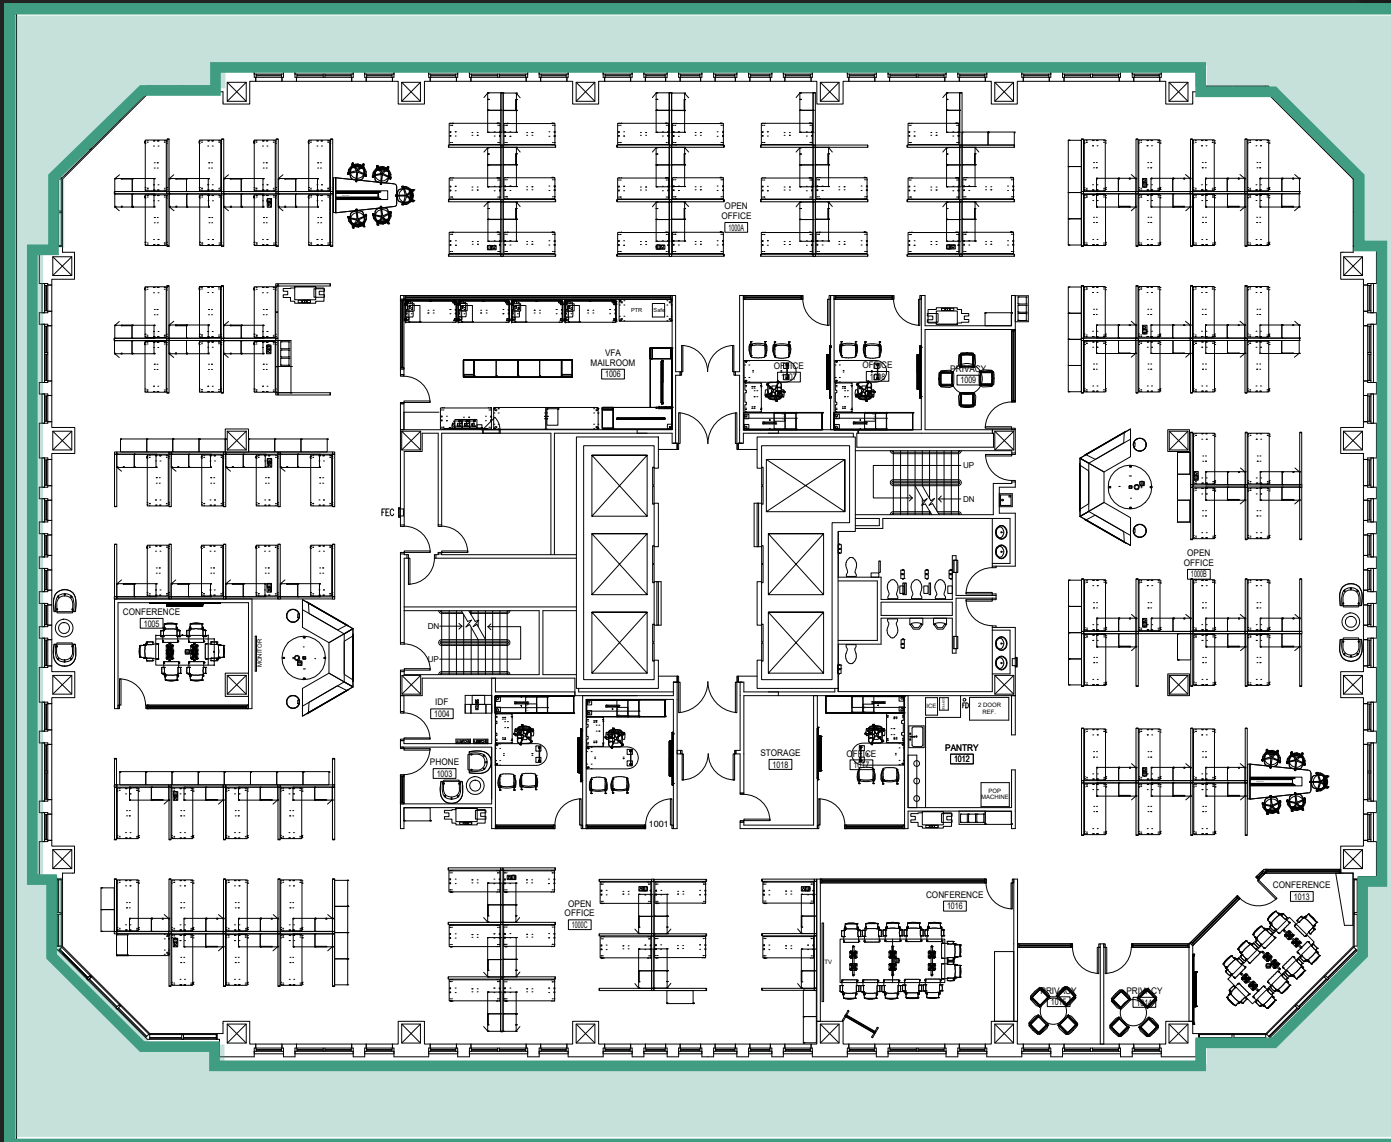 OPEN
OFFICE
1000A
PTR
Safe
VFA
MAILROOM
1006
OFFICE
OFFICE
PRIVACY
1009
UP
DN
FEC
OPEN
OFFICE
1000B
CONFERENCE
1005
MONITOR
DN
UP
IDF
1004
ICE
FD
2 DOOR
REF.
PHONE
1003
STORAGE
1018
OFFICE
PANTRY
1012
POP
MACHINE
1001
OPEN
OFFICE
1000C
CONFERENCE
1016
TV
CONFERENCE
1013
PRIVACY
PRIVACY